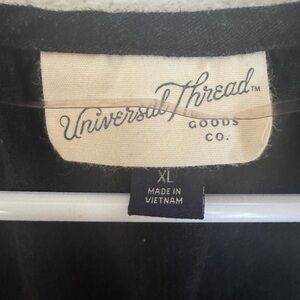 Universal Thread™
GOODS
CO.
XL
MADE IN
VIETNAM